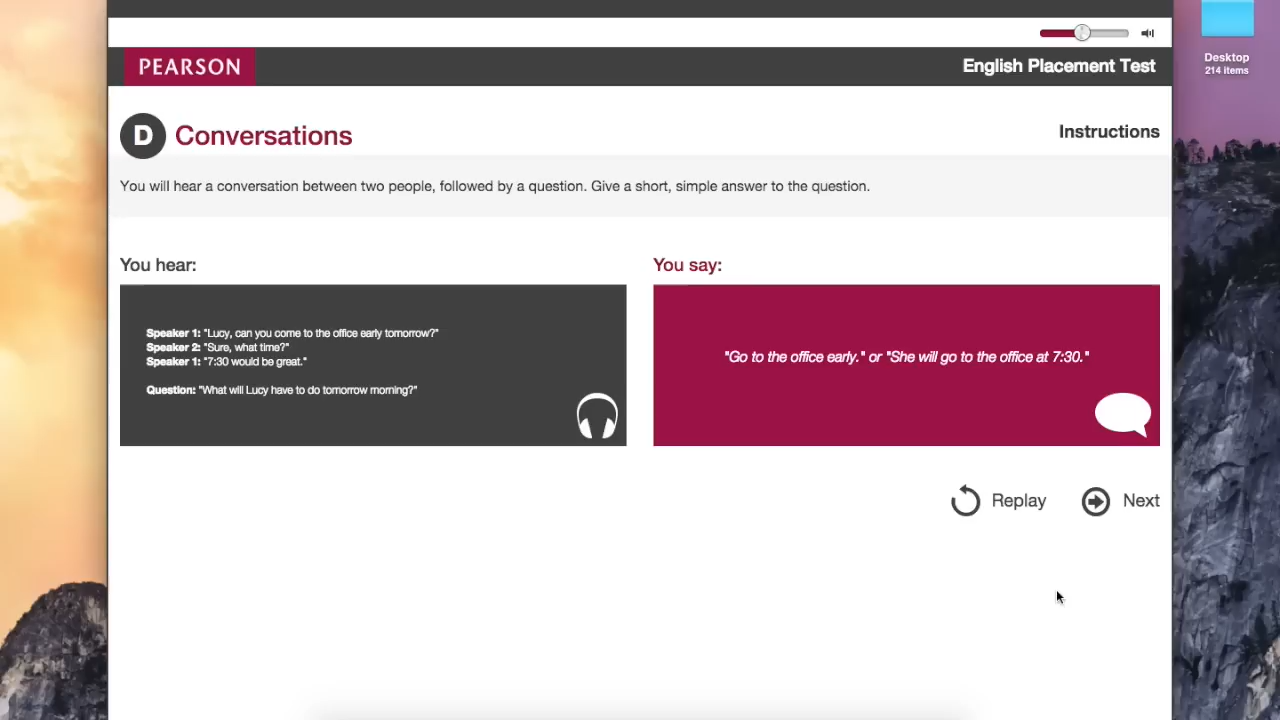 Desktop
214 items
PEARSON
English Placement Test
D Conversations
Instructions
You will hear a conversation between two people, followed by a question. Give a short, simple answer to the question.
You hear:
Speaker 1: "Lucy, can you come to the office early tomorrow?"
Speaker 2: "Sure, what time?"
Speaker 1: "7:30 would be great."
Question: "What will Lucy have to do tomorrow morning?"
You say:
"Go to the office early." or "She will go to the office at 7:30."
Replay
Next